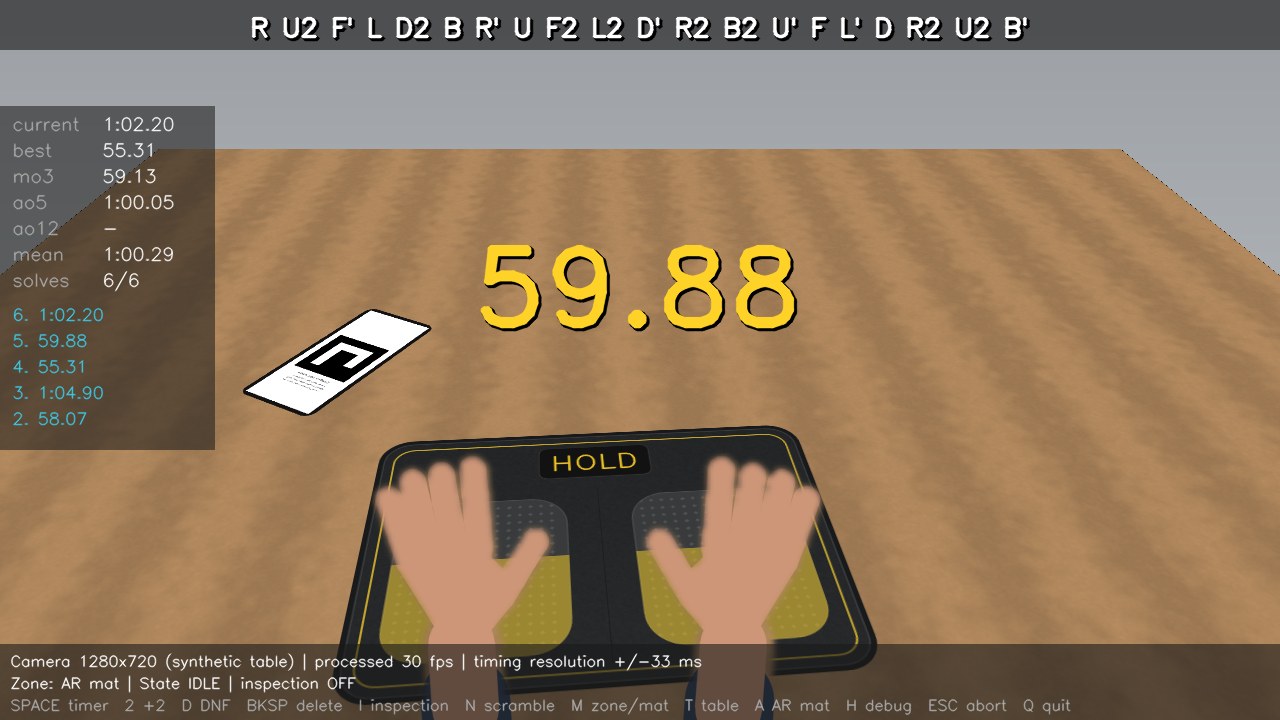 R U2 F' L D2 B R' U F2 L2 D' R2 B2 U' F L' D R2 U2 B'
current 1:02.20
best 55.31
mo3 59.13
ao5 1:00.05
ao12 –
mean 1:00.29
solves 6/6
6. 1:02.20
5. 59.88
4. 55.31
3. 1:04.90
2. 58.07
59.88
HOLD
Camera 1280x720 (synthetic table) | processed 30 fps | timing resolution +/-33 ms
Zone: AR mat | State IDLE | inspection OFF
SPACE timer 2 +2 D DNF BKSP delete I inspection N scramble M zone/mat T table A AR mat H debug ESC abort Q quit